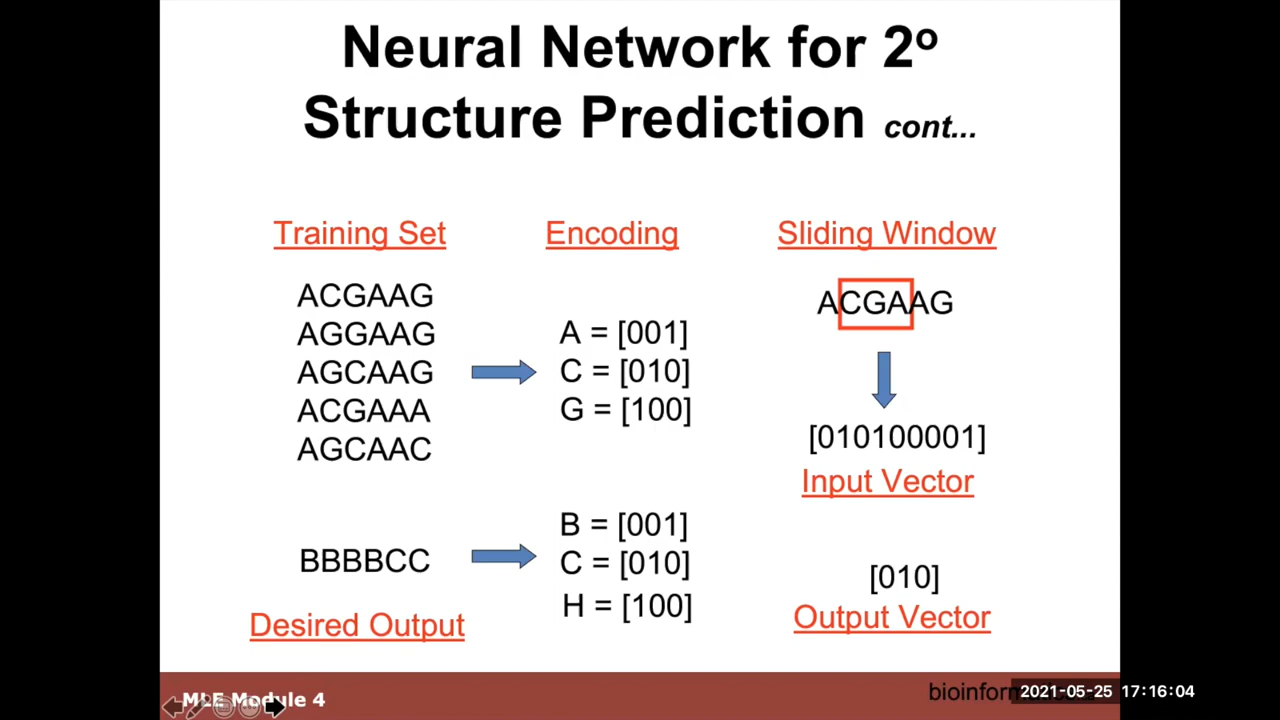 Neural Network for 2º
Structure Prediction cont...
Training Set
ACGAAG
AGGAAG
AGCAAG
ACGAAA
AGCAAC
BBBBCC
Desired Output
Encoding
A = [001]
C = [010]
G = [100]
B = [001]
C = [010]
H = [100]
Sliding Window
ACGAAG
[010100001]
Input Vector
[010]
Output Vector
MLE Module 4
2021-05-25 17:16:04